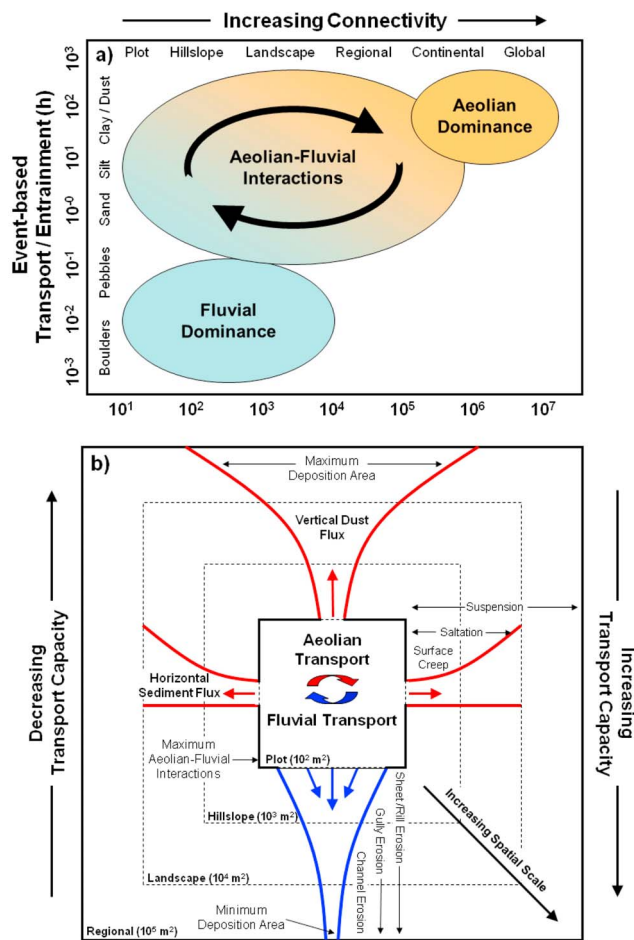 Increasing Connectivity
Plot Hillslope Landscape Regional Continental Global
a)
Event-based
Transport / Entrainment (h)
10³
10²
10¹
10⁻⁰
10⁻¹
10⁻²
10⁻³
Clay / Dust
Silt
Sand
Pebbles
Boulders
Aeolian
Dominance
Aeolian-Fluvial
Interactions
Fluvial
Dominance
10¹ 10² 10³ 10⁴ 10⁵ 10⁶ 10⁷
b)
Maximum
Deposition Area
Vertical Dust
Flux
Decreasing
Transport Capacity
Increasing
Transport Capacity
Suspension
Saltation
Surface
Creep
Aeolian
Transport
Horizontal
Sediment Flux
Fluvial Transport
Maximum
Aeolian-Fluvial
Interactions
Plot (10² m²)
Hillslope (10³ m²)
Landscape (10⁴ m²)
Regional (10⁵ m²)
Channel Erosion
Gully Erosion
Sheet /Rill Erosion
Increasing Spatial Scale
Minimum
Deposition Area